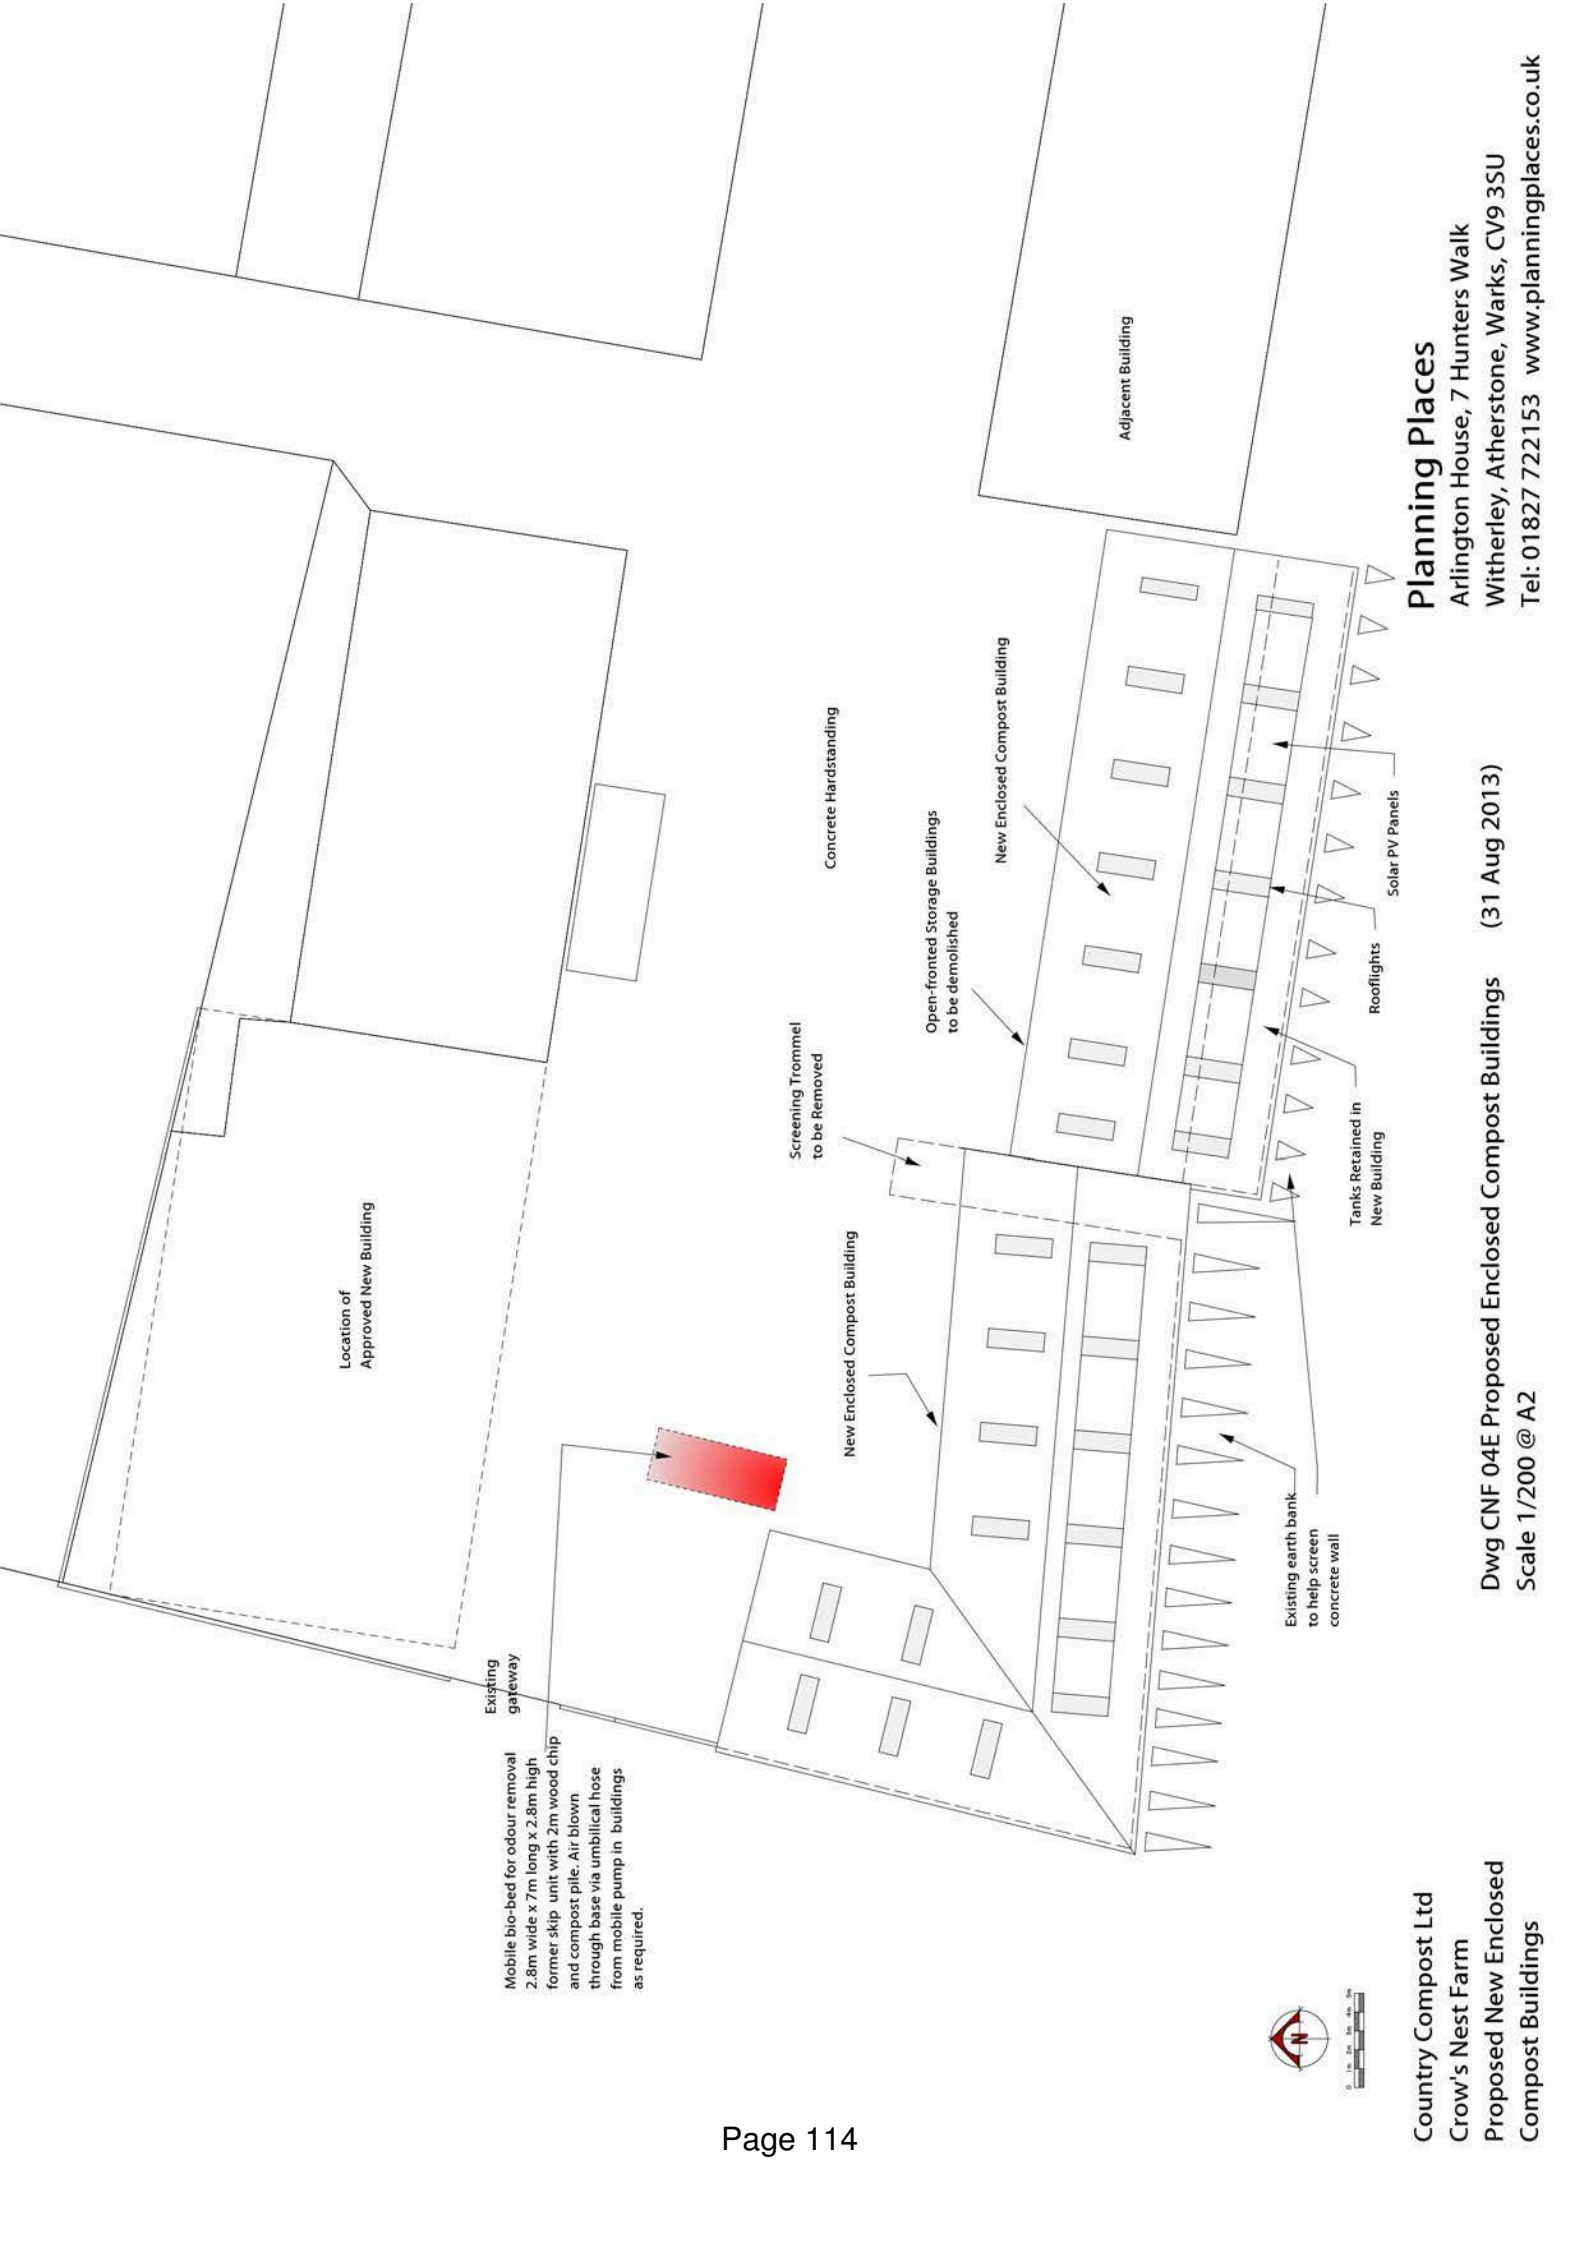 Location of
Approved New Building
Existing
gateway
Mobile bio-bed for odour removal
2.8m wide x 7m long x 2.8m high
former skip unit with 2m wood chip
and compost pile. Air blown
through base via umbilical hose
from mobile pump in buildings
as required.
Screening Trommel
to be Removed
Concrete Hardstanding
New Enclosed Compost Building
Open-fronted Storage Buildings
to be demolished
New Enclosed Compost Building
Adjacent Building
Existing earth bank
to help screen
concrete wall
Tanks Retained in
New Building
Rooflights
Solar PV Panels
N
0 1m 2m 3m 4m 5m
Country Compost Ltd
Crow's Nest Farm
Proposed New Enclosed
Compost Buildings
Dwg CNF 04E Proposed Enclosed Compost Buildings (31 Aug 2013)
Scale 1/200 @ A2
Planning Places
Arlington House, 7 Hunters Walk
Witherley, Atherstone, Warks, CV9 3SU
Tel: 01827 722153 www.planningplaces.co.uk
Page 114